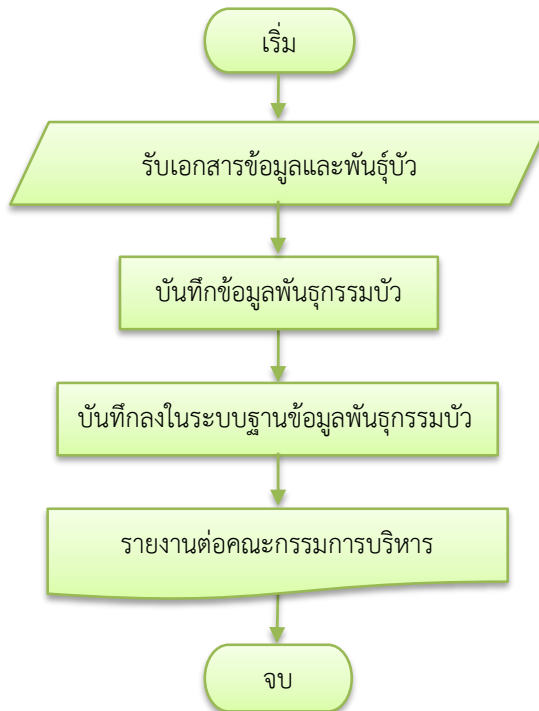 เริ่ม
รับเอกสารข้อมูลและพันธุ์บัว
บันทึกข้อมูลพันธุกรรมบัว
บันทึกลงในระบบฐานข้อมูลพันธุกรรมบัว
รายงานต่อคณะกรรมการบริหาร
จบ